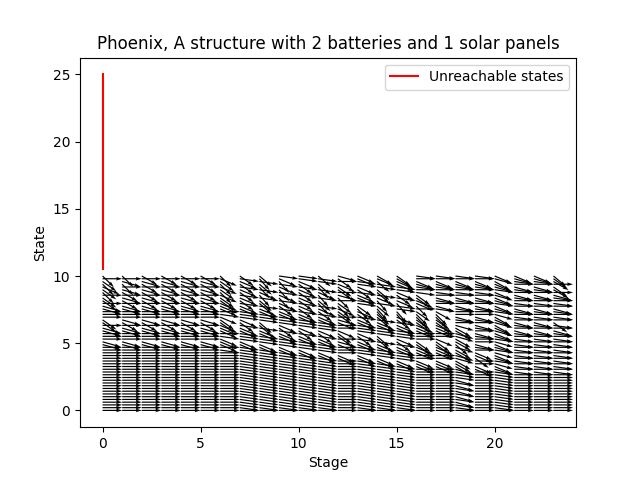 Phoenix, A structure with 2 batteries and 1 solar panels
Unreachable states
25
20
15
10
5
0
State
0 5 10 15 20
Stage